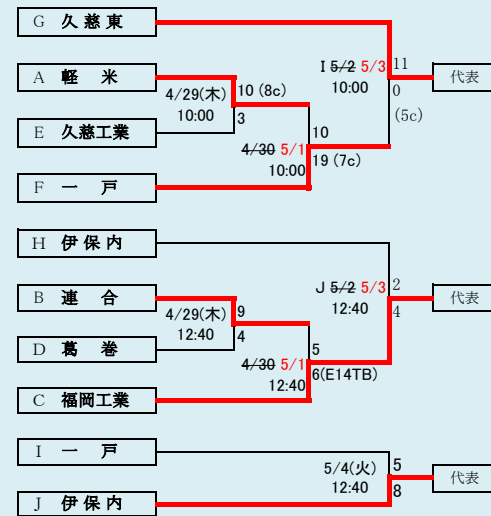 G 久慈東
I 5/2 5/3 11
10:00 0
(5c)
代表
A 軽 米
4/29(木) 10 (8c)
10:00 3
E 久慈工業
4/30 5/1 10
10:00 19 (7c)
F 一 戸
H 伊保内
J 5/2 5/3 2
12:40 4
代表
B 連 合
4/29(木) 9
12:40 4
D 葛 巻
4/30 5/1 5
12:40 6(E14TB)
C 福岡工業
I 一 戸
5/4(火) 5
12:40 8
代表
J 伊保内